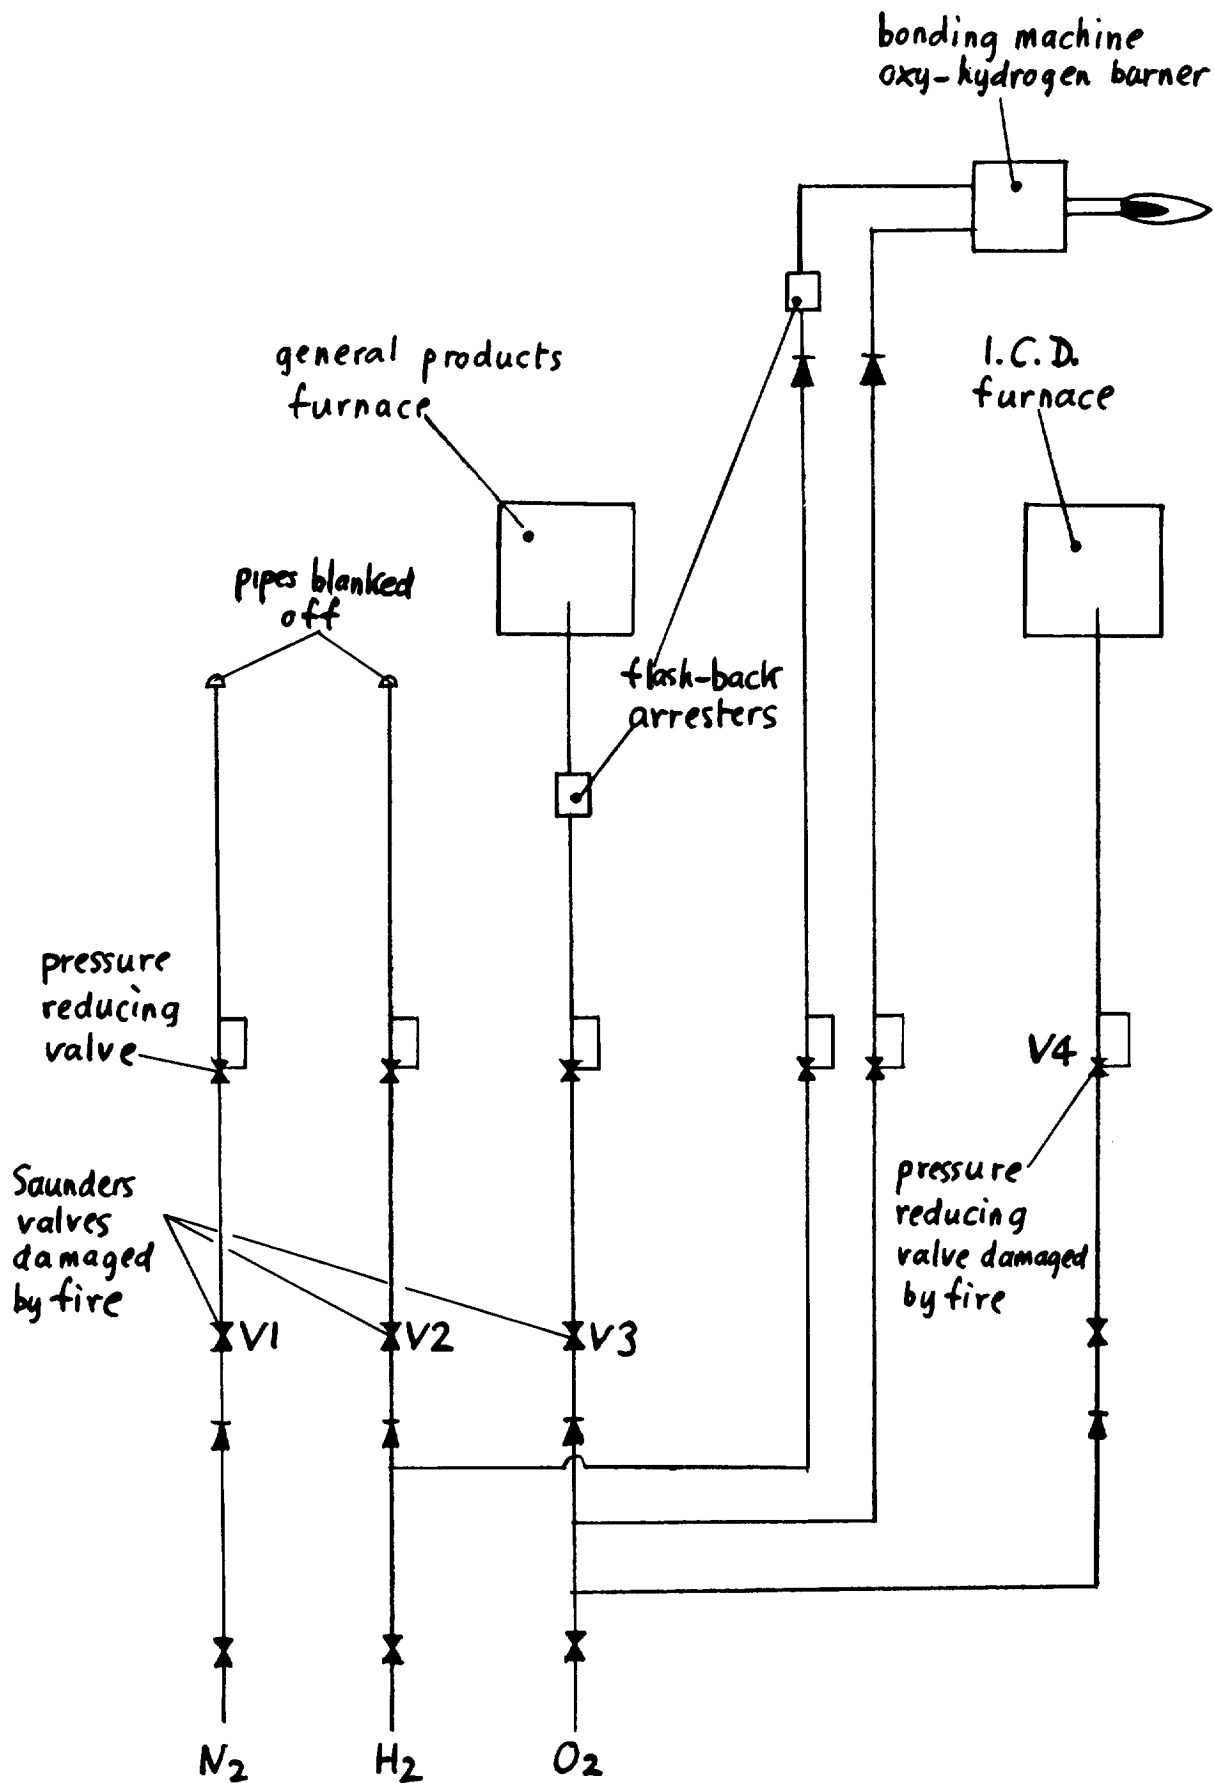 bonding machine
oxy-hydrogen barner
general products
furnace
I.C.D.
furnace
pipes blanked
off
flash-back
arresters
pressure
reducing
valve
V4
Saunders
valves
damaged
by fire
pressure
reducing
valve damaged
by fire
V1
V2
V3
N2
H2
O2